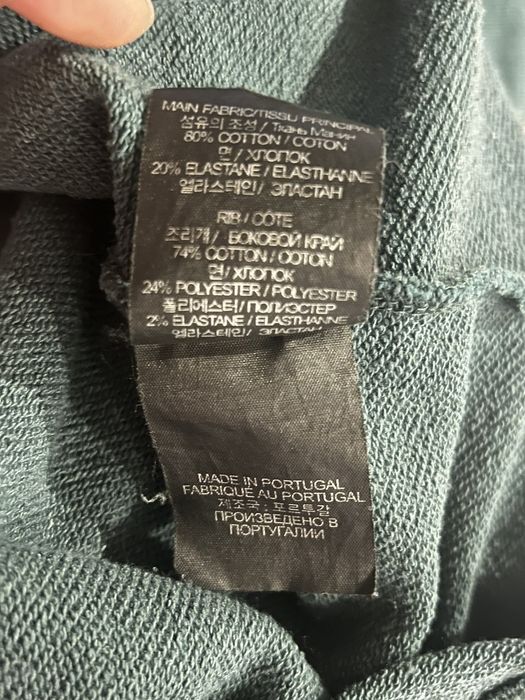 MAIN FABRIC/TISSU PRINCIPAL
섬유의 조성/Ткань Манин
80% COTTON/COTON
면/ХЛОПОК
20% ELASTANE/ELASTHANNE
엘라스테인/ ЭЛАСТАН
RIB/COTE
조리개/ БОКОВОЙ КРАЙ
74% COTTON/COTON
면/ХЛОПОК
24% POLYESTER/POLYESTER
폴리에스터/ПОЛИЭСТЕР
2% ELASTANE/ELASTHANNE
엘라스테인/ ЭЛАСТАН
MADE IN PORTUGAL
FABRIQUÉ AU PORTUGAL
제조국 : 포르투갈
ПРОИЗВЕДЕНО В
ПОРТУГАЛИИ